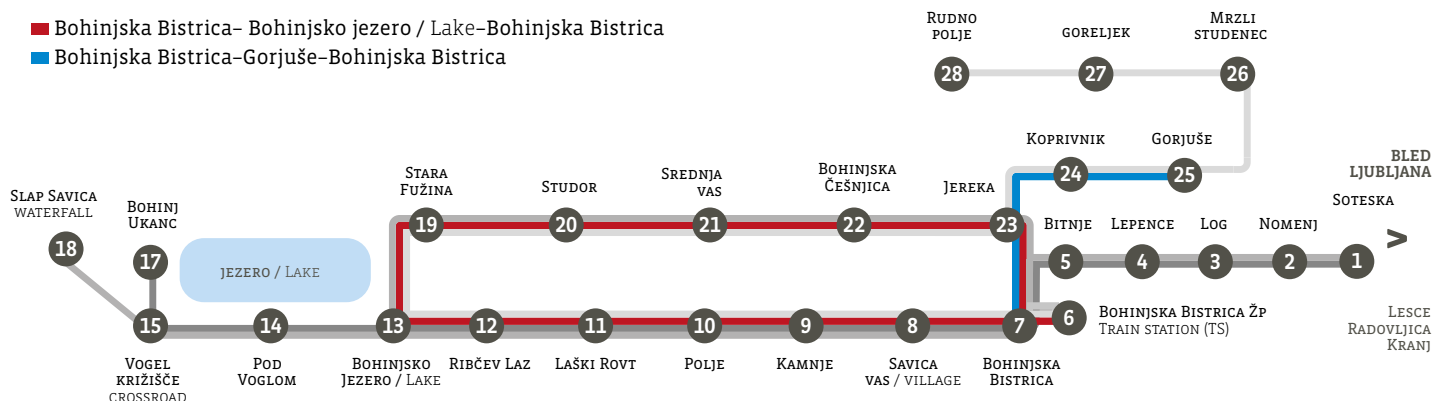 Bohinjska Bistrica– Bohinjsko jezero / Lake–Bohinjska Bistrica
Bohinjska Bistrica–Gorjuše–Bohinjska Bistrica
Rudno
polje
goreljek
Mrzli
studenec
28
27
26
Koprivnik
Gorjuše
24
25
Bled
Ljubljana
Slap Savica
waterfall
Bohinj
Ukanc
Stara
Fužina
Studor
Srednja
vas
Bohinjska
Češnjica
Jereka
19
20
21
22
23
Bitnje
Lepence
Log
Nomenj
Soteska
18
17
jezero / Lake
5
4
3
2
1
>
15
14
13
12
11
10
9
8
7
6
Bohinjska Bistrica ŽP
Train station (TS)
Lesce
Radovljica
Kranj
Vogel
križišče
crossroad
Pod
Voglom
Bohinjsko
Jezero / Lake
Ribčev Laz
Laški Rovt
Polje
Kamnje
Savica
vas / village
Bohinjska
Bistrica